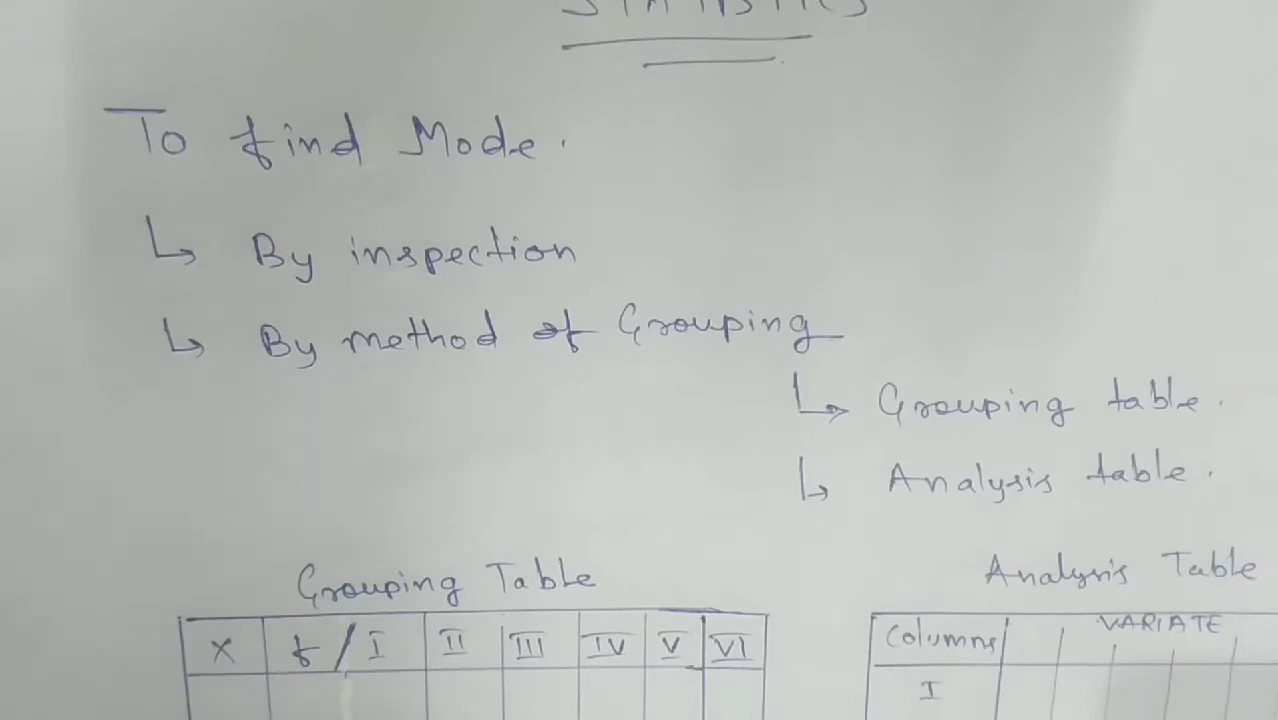 STATISTICS
To find Mode.
↳ By inspection
↳ By method of Grouping
↳ Grouping table.
↳ Analysis table.
Grouping Table
Analysis Table
X f/I II III IV V VI
Columns VARIATE
I